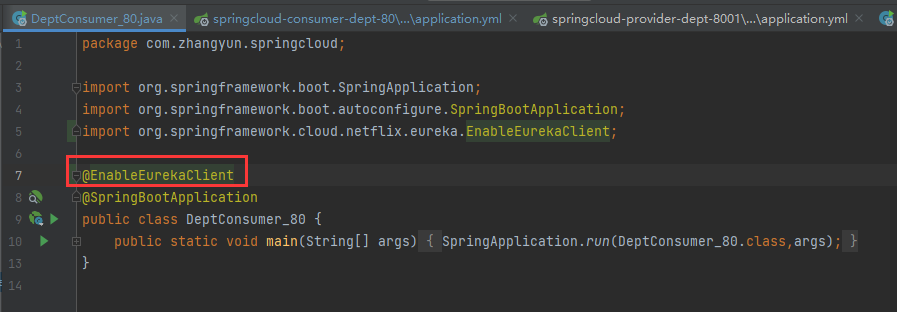 DeptConsumer_80.java springcloud-consumer-dept-80\...\application.yml springcloud-provider-dept-8001\...\application.yml
1 package com.zhangyun.springcloud;
2
3 import org.springframework.boot.SpringApplication;
4 import org.springframework.boot.autoconfigure.SpringBootApplication;
5 import org.springframework.cloud.netflix.eureka.EnableEurekaClient;
6
7 @EnableEurekaClient
8 @SpringBootApplication
9 public class DeptConsumer_80 {
10 public static void main(String[] args) { SpringApplication.run(DeptConsumer_80.class,args); }
13 }
14